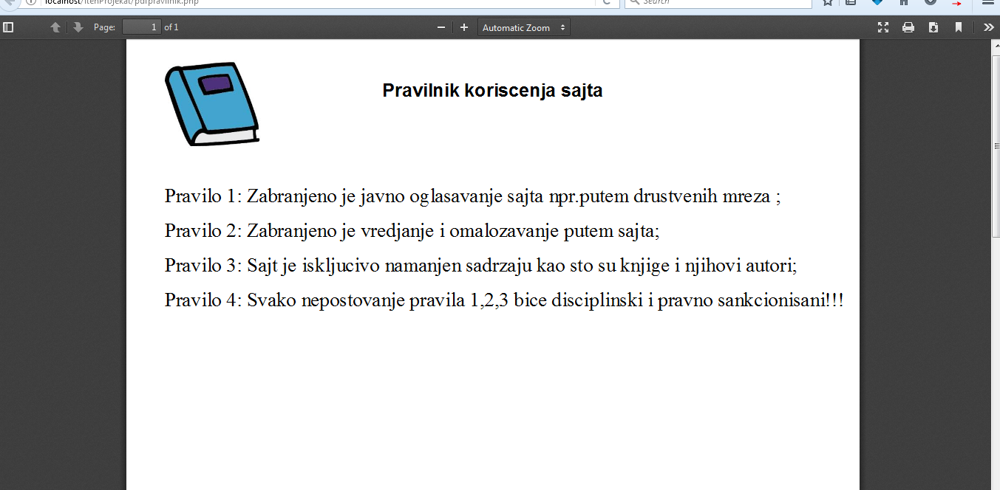 localhost/itehProjekat/pdfpravilnik.php
Search
Page: 1 of 1
Automatic Zoom
Pravilnik koriscenja sajta
Pravilo 1: Zabranjeno je javno oglasavanje sajta npr.putem drustvenih mreza ;
Pravilo 2: Zabranjeno je vredjanje i omalozavanje putem sajta;
Pravilo 3: Sajt je iskljucivo namanjen sadrzaju kao sto su knjige i njihovi autori;
Pravilo 4: Svako nepostovanje pravila 1,2,3 bice disciplinski i pravno sankcionisani!!!